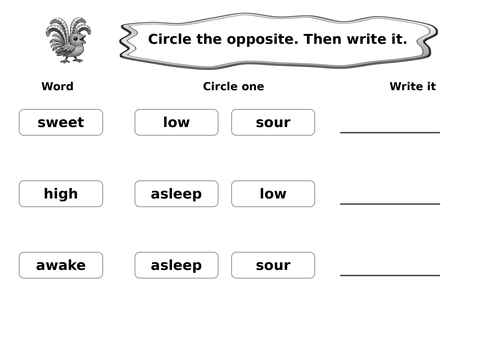 Circle the opposite. Then write it.
Word Circle one Write it
sweet low sour
high asleep low
awake asleep sour